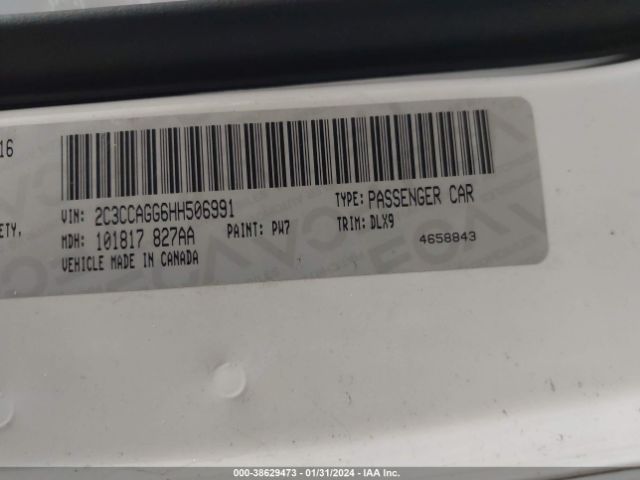 16
VIN: 2C3CCAGG6HH506991
TYPE: PASSENGER CAR
ETY,
MDH: 101817 827AA
PAINT: PW7
TRIM: DLX9
VEHICLE MADE IN CANADA
4658843
000-38629473 - 01/31/2024 - IAA Inc.